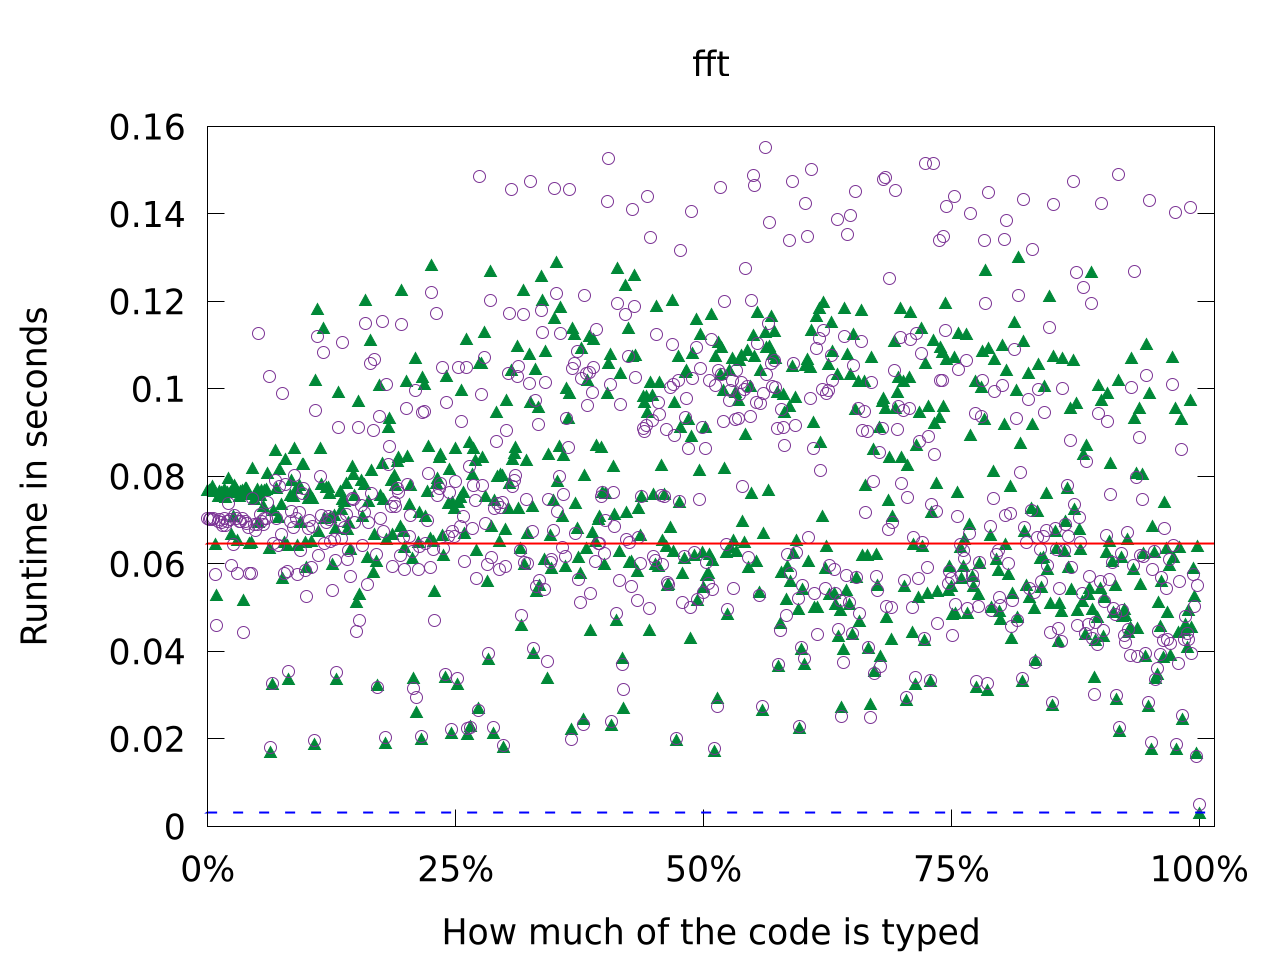 fft
0.16
0.14
0.12
0.1
0.08
0.06
0.04
0.02
0
0% 25% 50% 75% 100%
Runtime in seconds
How much of the code is typed